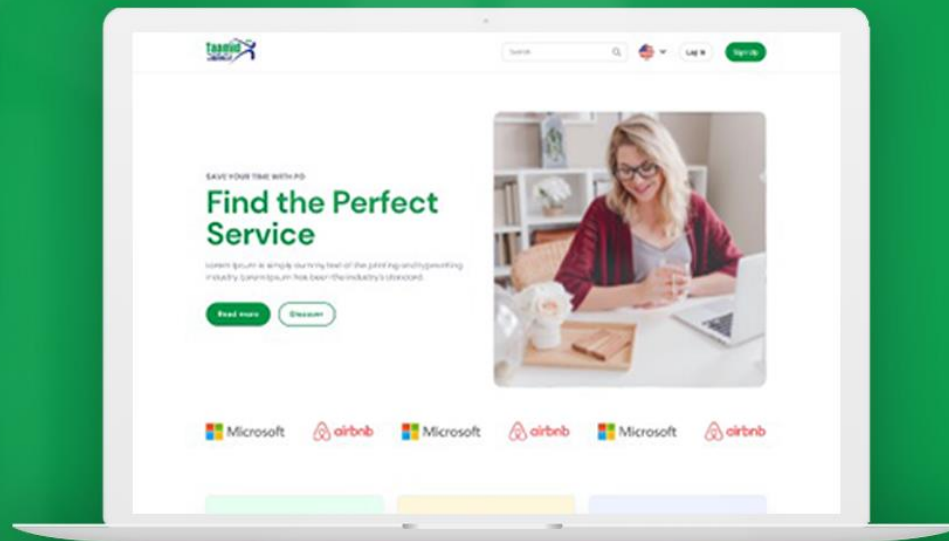 Taamid
Search
Log In
Sign Up
SAVE YOUR TIME WITH PO
Find the Perfect
Service
Lorem Ipsum is simply dummy text of the printing and typesetting
industry. Lorem Ipsum has been the industry's standard.
Read more
Discover
Microsoft airbnb Microsoft airbnb Microsoft airbnb